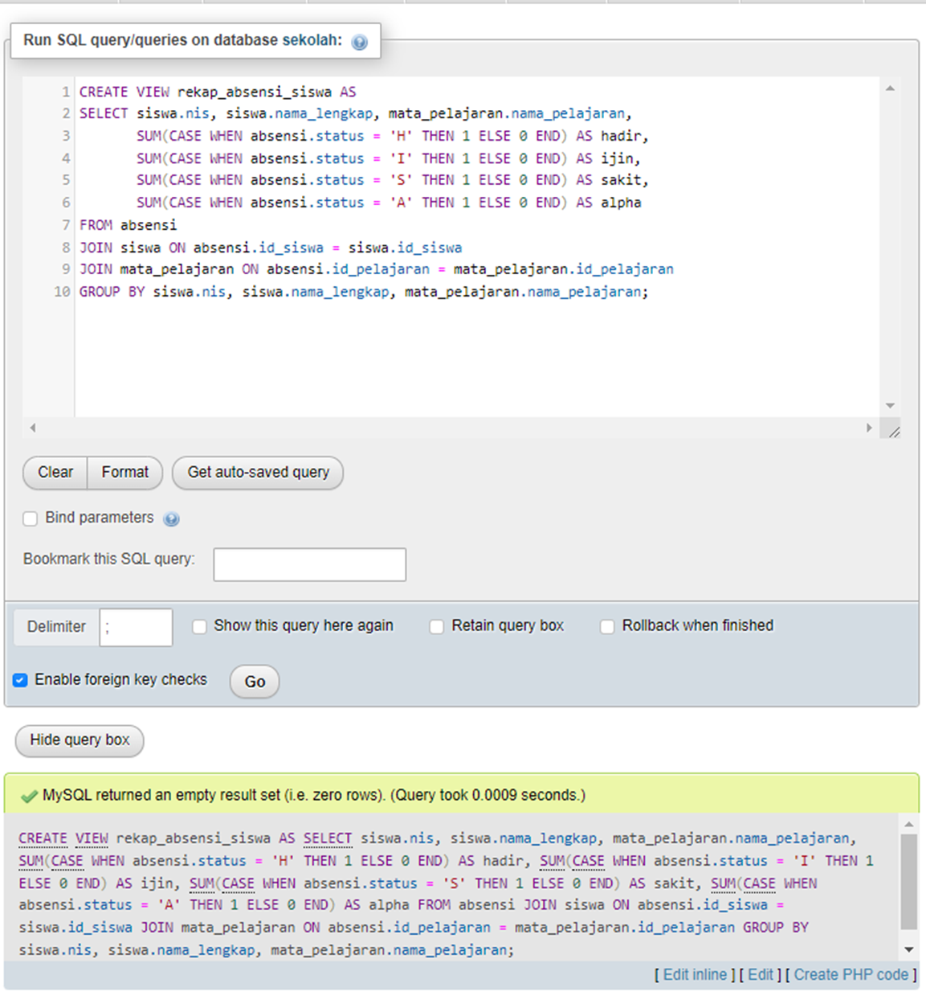 Run SQL query/queries on database sekolah:
1 CREATE VIEW rekap_absensi_siswa AS
2 SELECT siswa.nis, siswa.nama_lengkap, mata_pelajaran.nama_pelajaran,
3 SUM(CASE WHEN absensi.status = 'H' THEN 1 ELSE 0 END) AS hadir,
4 SUM(CASE WHEN absensi.status = 'I' THEN 1 ELSE 0 END) AS ijin,
5 SUM(CASE WHEN absensi.status = 'S' THEN 1 ELSE 0 END) AS sakit,
6 SUM(CASE WHEN absensi.status = 'A' THEN 1 ELSE 0 END) AS alpha
7 FROM absensi
8 JOIN siswa ON absensi.id_siswa = siswa.id_siswa
9 JOIN mata_pelajaran ON absensi.id_pelajaran = mata_pelajaran.id_pelajaran
10 GROUP BY siswa.nis, siswa.nama_lengkap, mata_pelajaran.nama_pelajaran;
Clear Format Get auto-saved query
Bind parameters
Bookmark this SQL query:
Delimiter ; Show this query here again Retain query box Rollback when finished
Enable foreign key checks Go
Hide query box
MySQL returned an empty result set (i.e. zero rows). (Query took 0.0009 seconds.)
CREATE VIEW rekap_absensi_siswa AS SELECT siswa.nis, siswa.nama_lengkap, mata_pelajaran.nama_pelajaran,
SUM(CASE WHEN absensi.status = 'H' THEN 1 ELSE 0 END) AS hadir, SUM(CASE WHEN absensi.status = 'I' THEN 1
ELSE 0 END) AS ijin, SUM(CASE WHEN absensi.status = 'S' THEN 1 ELSE 0 END) AS sakit, SUM(CASE WHEN
absensi.status = 'A' THEN 1 ELSE 0 END) AS alpha FROM absensi JOIN siswa ON absensi.id_siswa =
siswa.id_siswa JOIN mata_pelajaran ON absensi.id_pelajaran = mata_pelajaran.id_pelajaran GROUP BY
siswa.nis, siswa.nama_lengkap, mata_pelajaran.nama_pelajaran;
[ Edit inline ] [ Edit ] [ Create PHP code ]